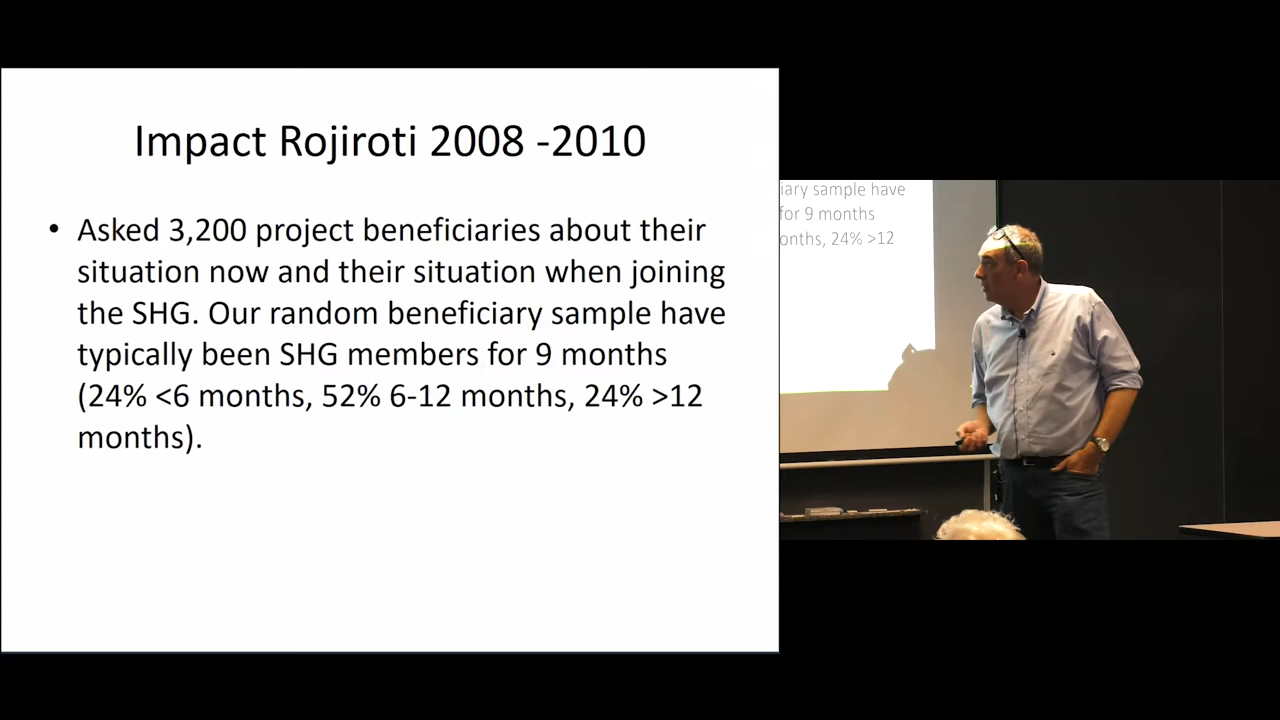 Impact Rojiroti 2008 -2010
• Asked 3,200 project beneficiaries about their
situation now and their situation when joining
the SHG. Our random beneficiary sample have
typically been SHG members for 9 months
(24% <6 months, 52% 6-12 months, 24% >12
months).
iary sample have
for 9 months
onths, 24% >12